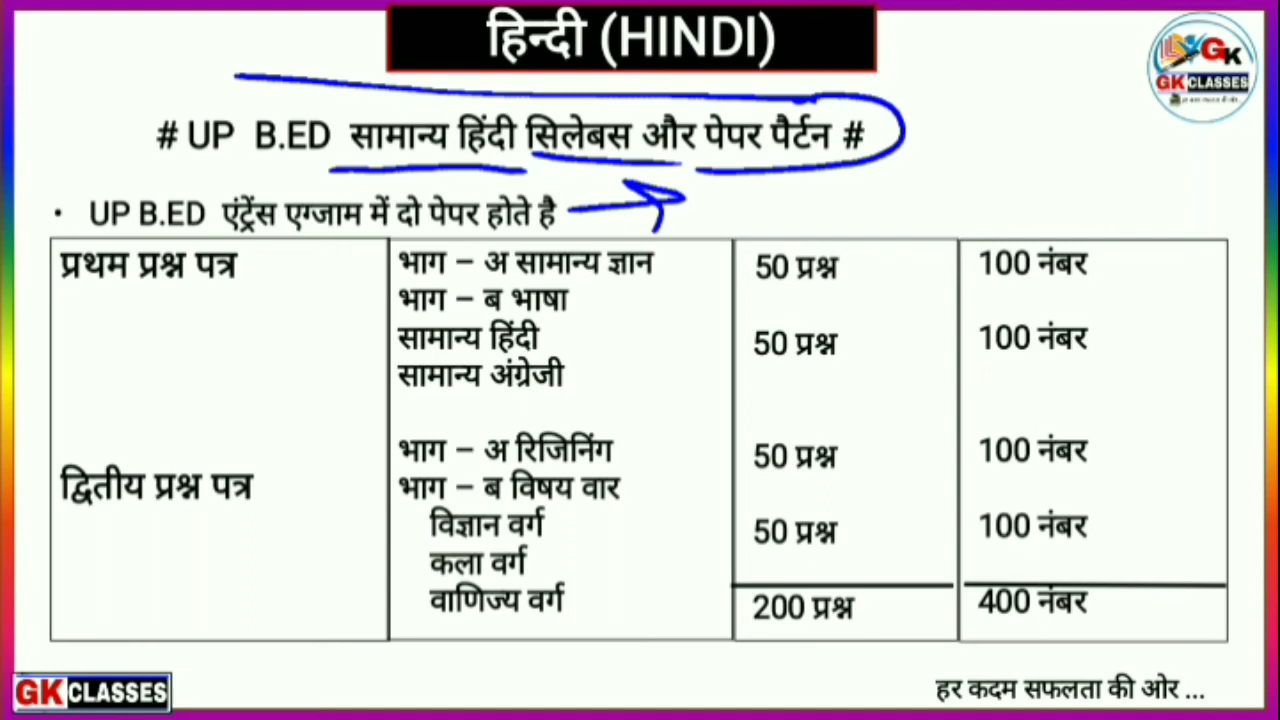 हिन्दी (HINDI)
GK
GK CLASSES
# UP B.ED सामान्य हिंदी सिलेबस और पेपर पैर्टन #
• UP B.ED एंट्रेंस एग्जाम में दो पेपर होते है
प्रथम प्रश्न पत्र
भाग – अ सामान्य ज्ञान 50 प्रश्न 100 नंबर
भाग – ब भाषा
सामान्य हिंदी 50 प्रश्न 100 नंबर
सामान्य अंग्रेजी
द्वितीय प्रश्न पत्र
भाग – अ रिजिनिंग 50 प्रश्न 100 नंबर
भाग – ब विषय वार
विज्ञान वर्ग 50 प्रश्न 100 नंबर
कला वर्ग
वाणिज्य वर्ग 200 प्रश्न 400 नंबर
GK CLASSES
हर कदम सफलता की ओर ...